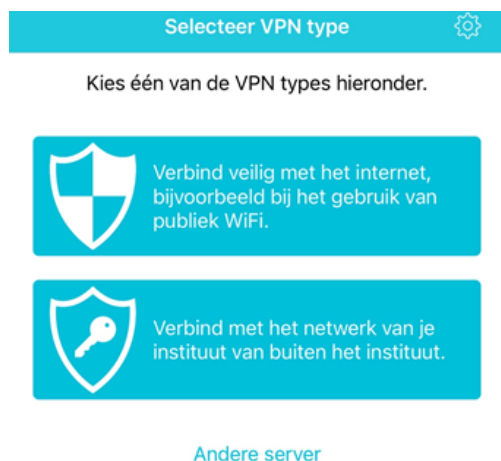 Selecteer VPN type
Kies één van de VPN types hieronder.
Verbind veilig met het internet,
bijvoorbeeld bij het gebruik van
publiek WiFi.
Verbind met het netwerk van je
instituut van buiten het instituut.
Andere server